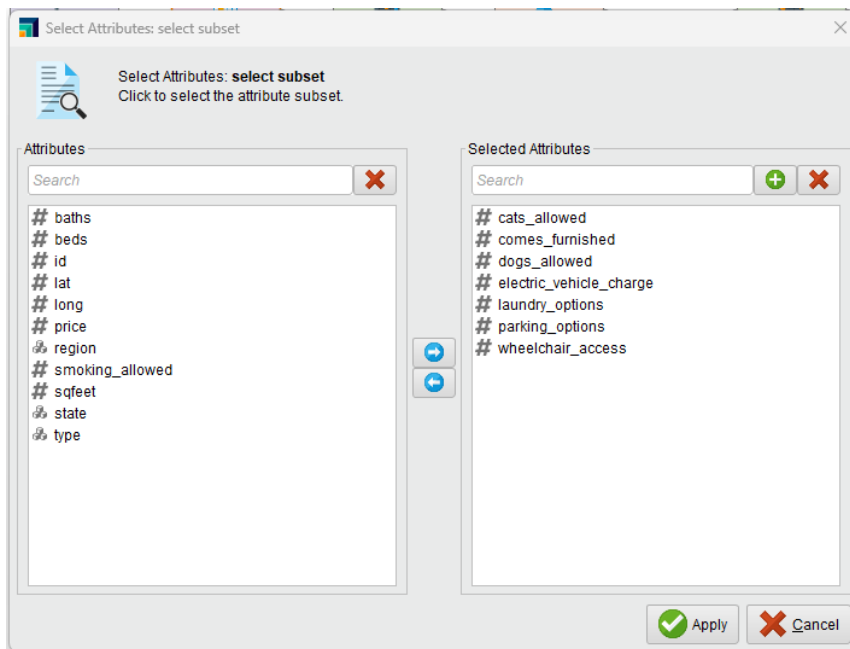 Select Attributes: select subset
Select Attributes: select subset
Click to select the attribute subset.
Attributes
Search
baths
beds
id
lat
long
price
region
smoking_allowed
sqfeet
state
type
Selected Attributes
Search
cats_allowed
comes_furnished
dogs_allowed
electric_vehicle_charge
laundry_options
parking_options
wheelchair_access
Apply
Cancel